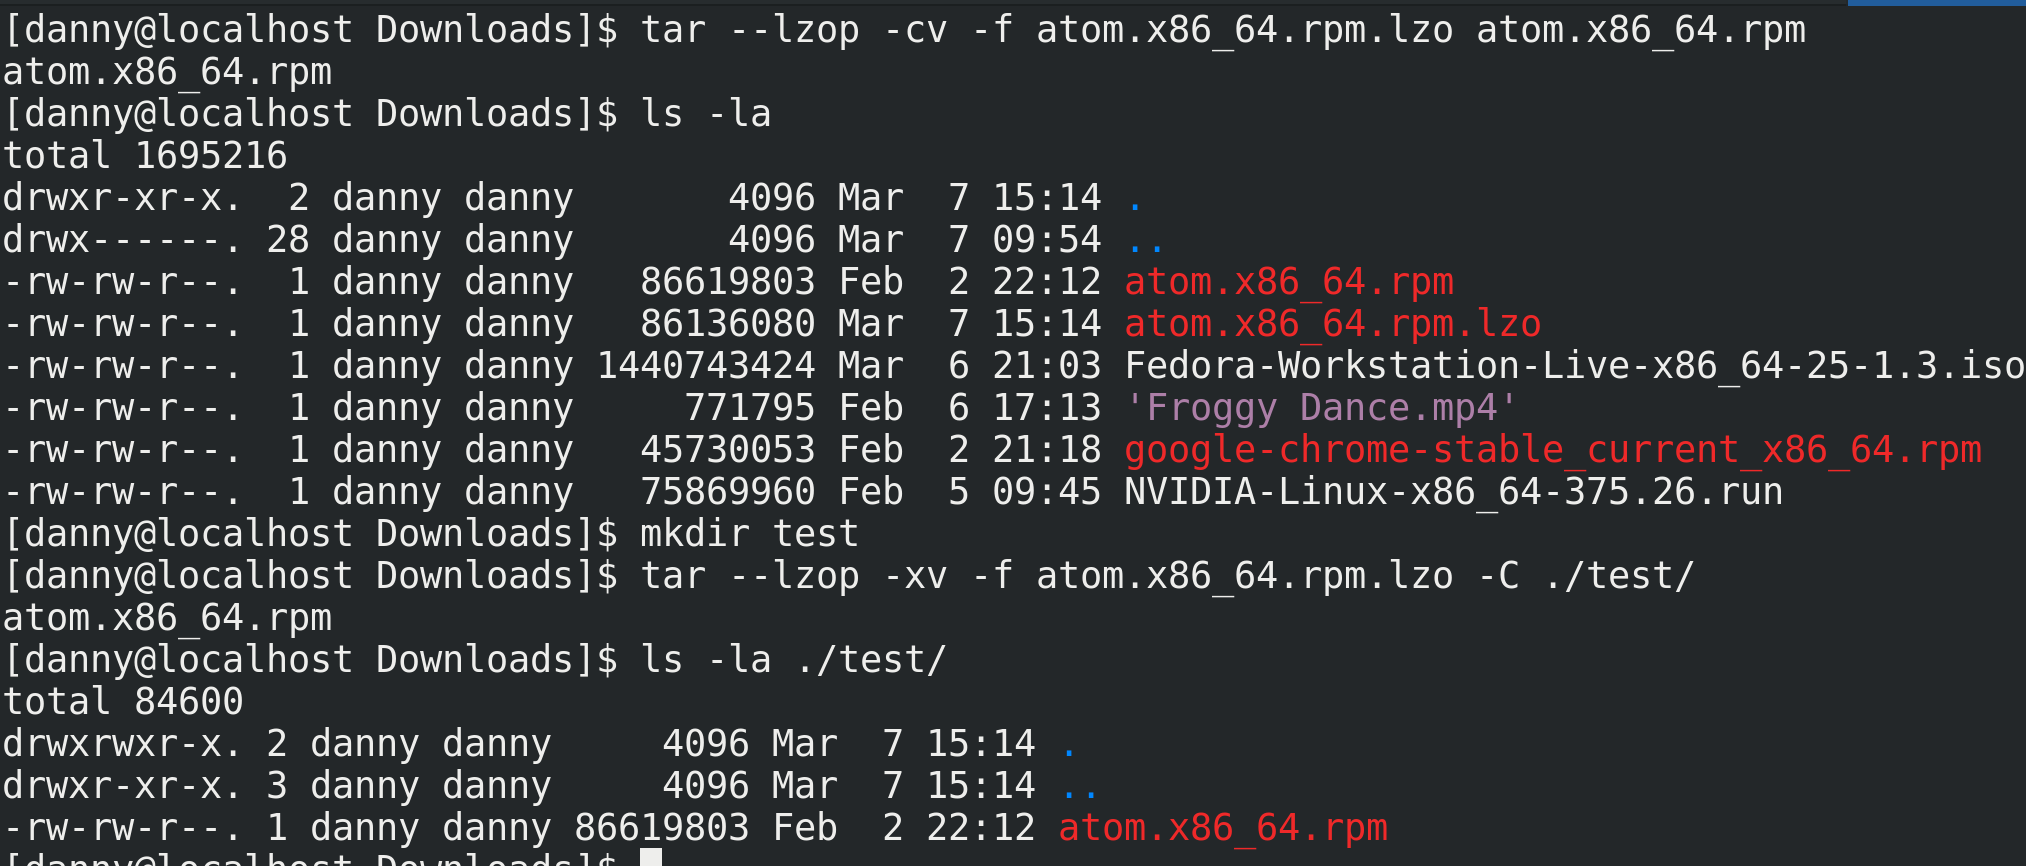 [danny@localhost Downloads]$ tar --lzop -cv -f atom.x86_64.rpm.lzo atom.x86_64.rpm
atom.x86_64.rpm
[danny@localhost Downloads]$ ls -la
total 1695216
drwxr-xr-x.  2 danny danny       4096 Mar  7 15:14 .
drwx------. 28 danny danny       4096 Mar  7 09:54 ..
-rw-rw-r--.  1 danny danny   86619803 Feb  2 22:12 atom.x86_64.rpm
-rw-rw-r--.  1 danny danny   86136080 Mar  7 15:14 atom.x86_64.rpm.lzo
-rw-rw-r--.  1 danny danny 1440743424 Mar  6 21:03 Fedora-Workstation-Live-x86_64-25-1.3.iso
-rw-rw-r--.  1 danny danny     771795 Feb  6 17:13 'Froggy Dance.mp4'
-rw-rw-r--.  1 danny danny   45730053 Feb  2 21:18 google-chrome-stable_current_x86_64.rpm
-rw-rw-r--.  1 danny danny   75869960 Feb  5 09:45 NVIDIA-Linux-x86_64-375.26.run
[danny@localhost Downloads]$ mkdir test
[danny@localhost Downloads]$ tar --lzop -xv -f atom.x86_64.rpm.lzo -C ./test/
atom.x86_64.rpm
[danny@localhost Downloads]$ ls -la ./test/
total 84600
drwxrwxr-x. 2 danny danny     4096 Mar  7 15:14 .
drwxr-xr-x. 3 danny danny     4096 Mar  7 15:14 ..
-rw-rw-r--. 1 danny danny 86619803 Feb  2 22:12 atom.x86_64.rpm
[danny@localhost Downloads]$